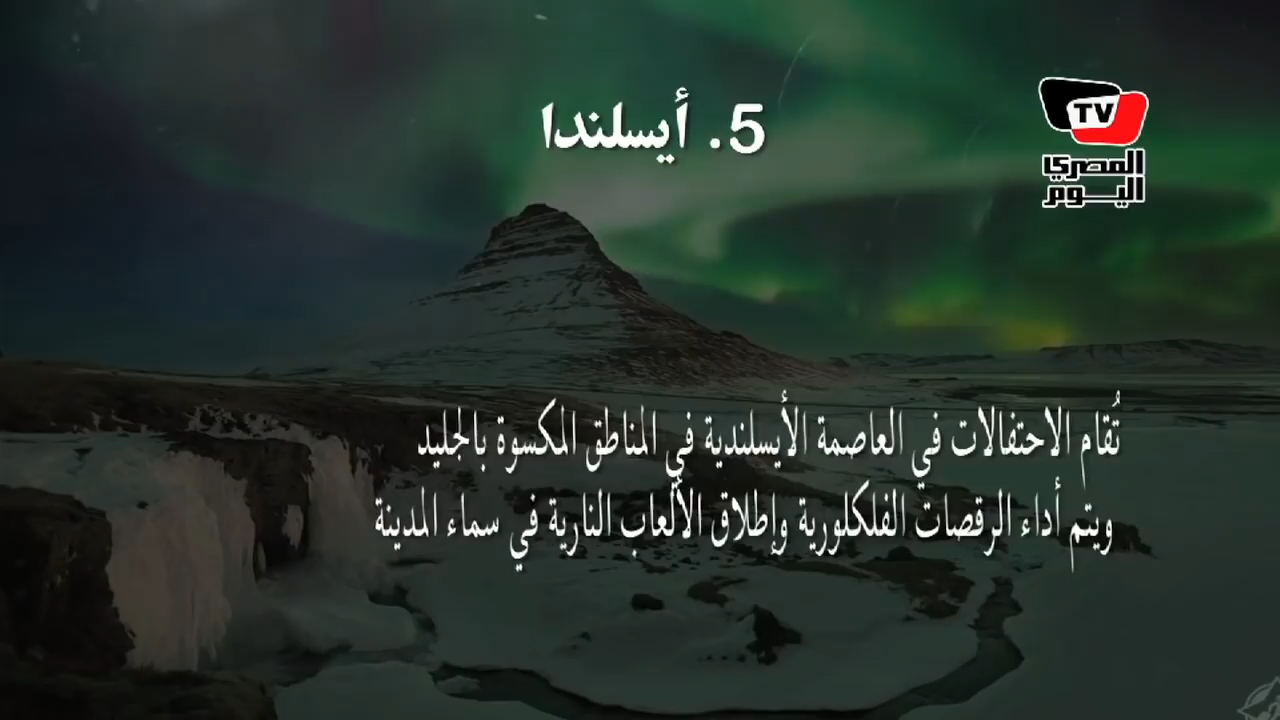 5. أيسلندا
TV
المصري
اليوم
تُقام الاحتفالات في العاصمة الأيسلندية في المناطق المكسوة بالجليد
ويتم أداء الرقصات الفلكلورية وإطلاق الألعاب النارية في سماء المدينة